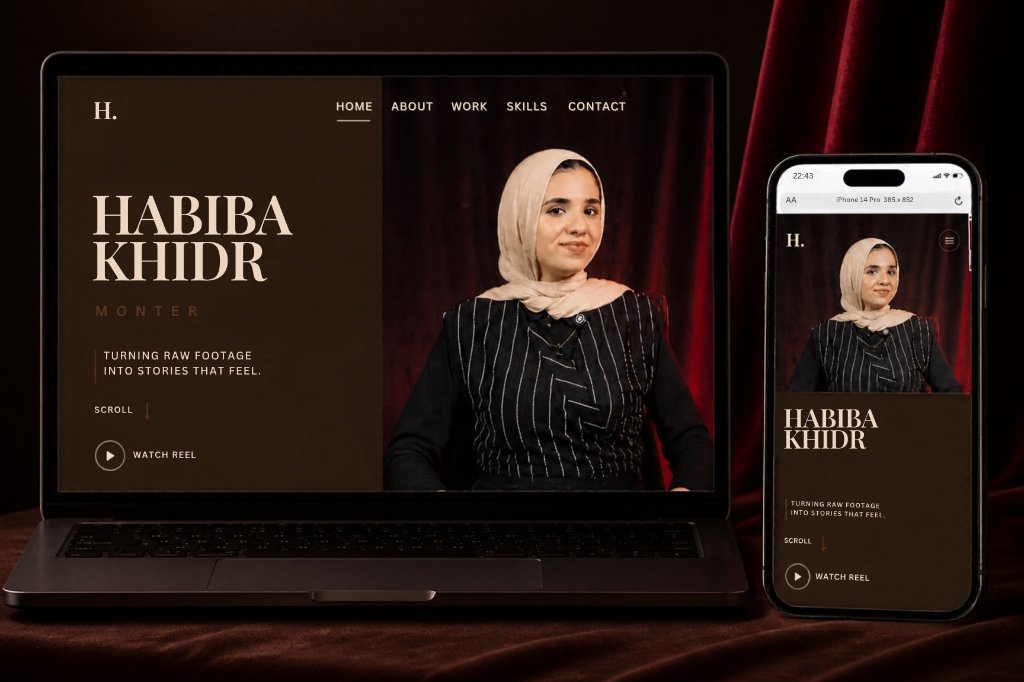 H.
HOME ABOUT WORK SKILLS CONTACT
HABIBA
KHIDR
MONTER
TURNING RAW FOOTAGE
INTO STORIES THAT FEEL.
SCROLL
WATCH REEL
22:43
AA iPhone 14 Pro 385 x 852
H.
HABIBA
KHIDR
TURNING RAW FOOTAGE
INTO STORIES THAT FEEL.
SCROLL
WATCH REEL